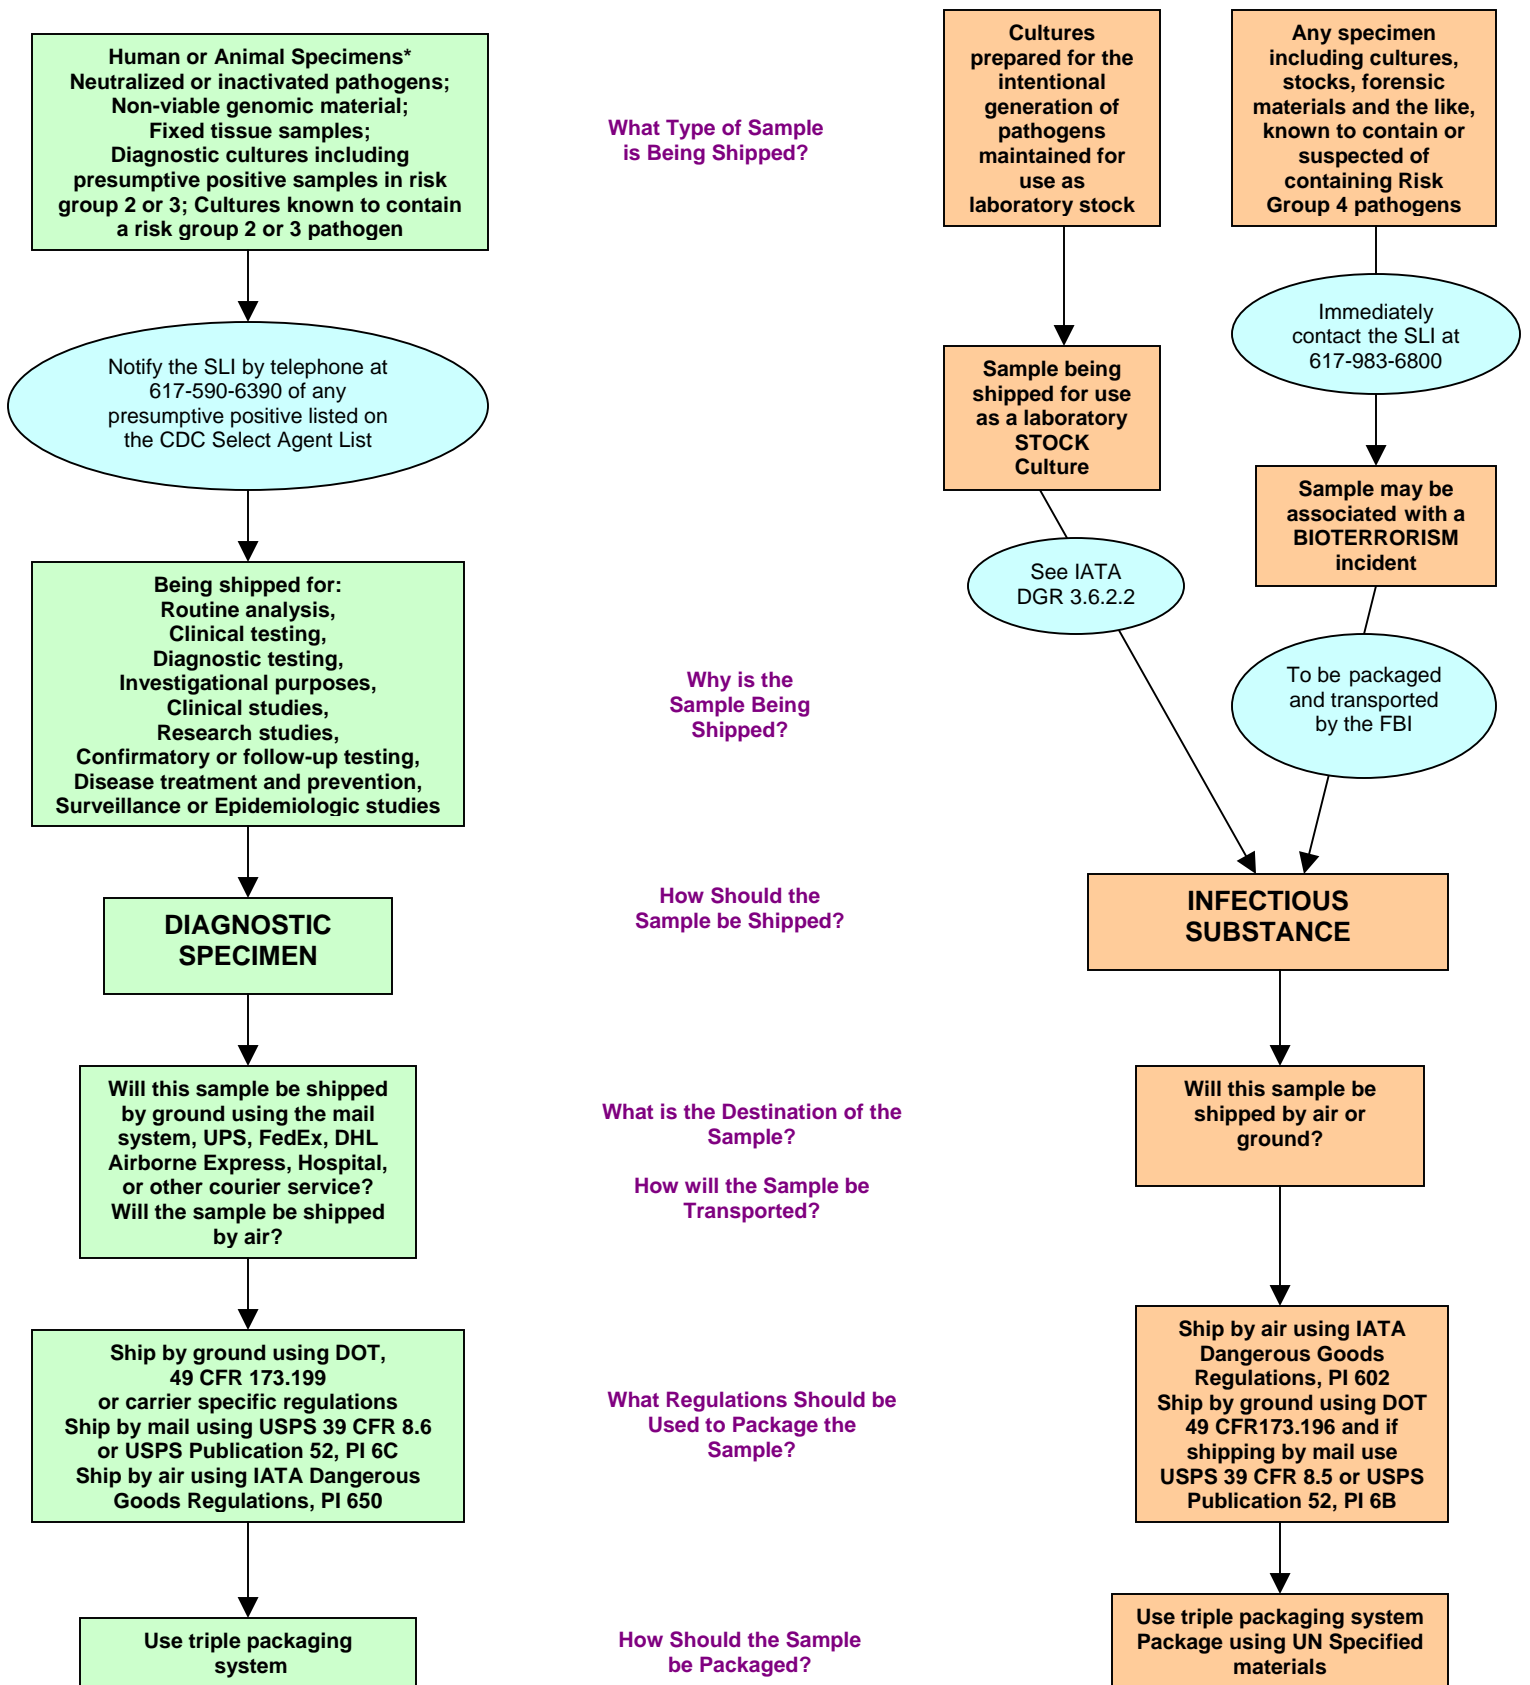 Human or Animal Specimens*
Neutralized or inactivated pathogens;
Non-viable genomic material;
Fixed tissue samples;
Diagnostic cultures including
presumptive positive samples in risk
group 2 or 3; Cultures known to contain
a risk group 2 or 3 pathogen
What Type of Sample
is Being Shipped?
Cultures
prepared for the
intentional
generation of
pathogens
maintained for
use as
laboratory stock
Any specimen
including cultures,
stocks, forensic
materials and the like,
known to contain or
suspected of
containing Risk
Group 4 pathogens
Notify the SLI by telephone at
617-590-6390 of any
presumptive positive listed on
the CDC Select Agent List
Sample being
shipped for use
as a laboratory
STOCK
Culture
Immediately
contact the SLI at
617-983-6800
Sample may be
associated with a
BIOTERRORISM
incident
Being shipped for:
Routine analysis,
Clinical testing,
Diagnostic testing,
Investigational purposes,
Clinical studies,
Research studies,
Confirmatory or follow-up testing,
Disease treatment and prevention,
Surveillance or Epidemiologic studies
Why is the
Sample Being
Shipped?
See IATA
DGR 3.6.2.2
To be packaged
and transported
by the FBI
DIAGNOSTIC
SPECIMEN
How Should the
Sample be Shipped?
INFECTIOUS
SUBSTANCE
Will this sample be shipped
by ground using the mail
system, UPS, FedEx, DHL
Airborne Express, Hospital,
or other courier service?
Will the sample be shipped
by air?
What is the Destination of the
Sample?
How will the Sample be
Transported?
Will this sample be
shipped by air or
ground?
Ship by ground using DOT,
49 CFR 173.199
or carrier specific regulations
Ship by mail using USPS 39 CFR 8.6
or USPS Publication 52, PI 6C
Ship by air using IATA Dangerous
Goods Regulations, PI 650
What Regulations Should be
Used to Package the
Sample?
Ship by air using IATA
Dangerous Goods
Regulations, PI 602
Ship by ground using DOT
49 CFR173.196 and if
shipping by mail use
USPS 39 CFR 8.5 or USPS
Publication 52, PI 6B
Use triple packaging
system
How Should the Sample
be Packaged?
Use triple packaging system
Package using UN Specified
materials